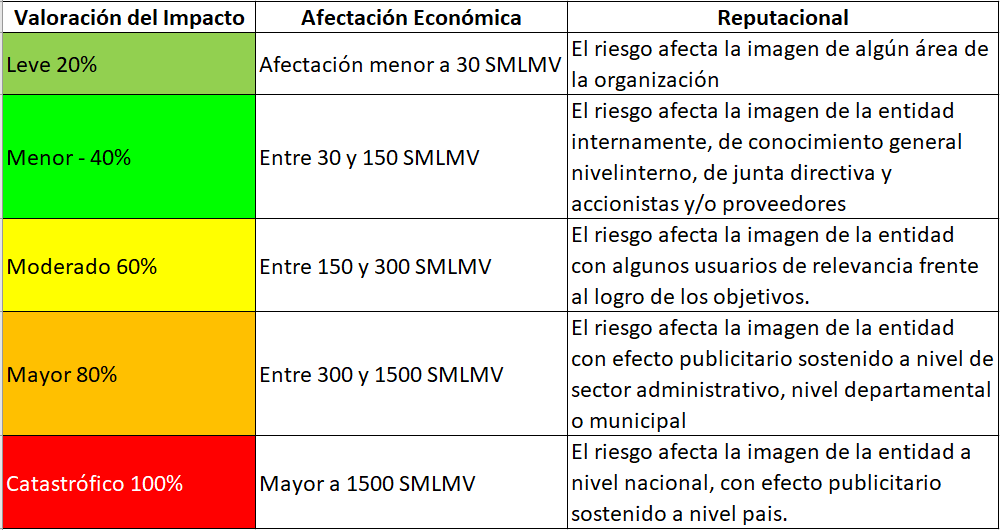 Valoración del Impacto
Afectación Económica
Reputacional
Leve 20%
Afectación menor a 30 SMLMV
El riesgo afecta la imagen de algún área de
la organización
Menor - 40%
Entre 30 y 150 SMLMV
El riesgo afecta la imagen de la entidad
internamente, de conocimiento general
nivelinterno, de junta directiva y
accionistas y/o proveedores
Moderado 60%
Entre 150 y 300 SMLMV
El riesgo afecta la imagen de la entidad
con algunos usuarios de relevancia frente
al logro de los objetivos.
Mayor 80%
Entre 300 y 1500 SMLMV
El riesgo afecta la imagen de la entidad
con efecto publicitario sostenido a nivel de
sector administrativo, nivel departamental
o municipal
Catastrófico 100%
Mayor a 1500 SMLMV
El riesgo afecta la imagen de la entidad a
nivel nacional, con efecto publicitario
sostenido a nivel pais.